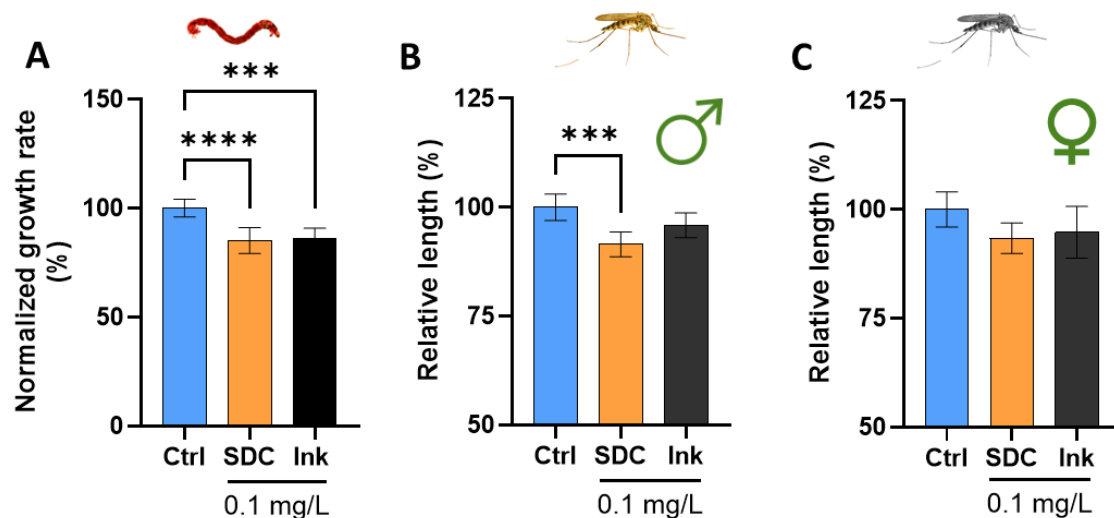 A
Normalized growth rate
(%)
150
100
50
0
***
****
Ctrl
SDC
Ink
0.1 mg/L
B
Relative length (%)
125
100
75
50
***
♂
Ctrl
SDC
Ink
0.1 mg/L
C
Relative length (%)
125
100
75
50
♀
Ctrl
SDC
Ink
0.1 mg/L